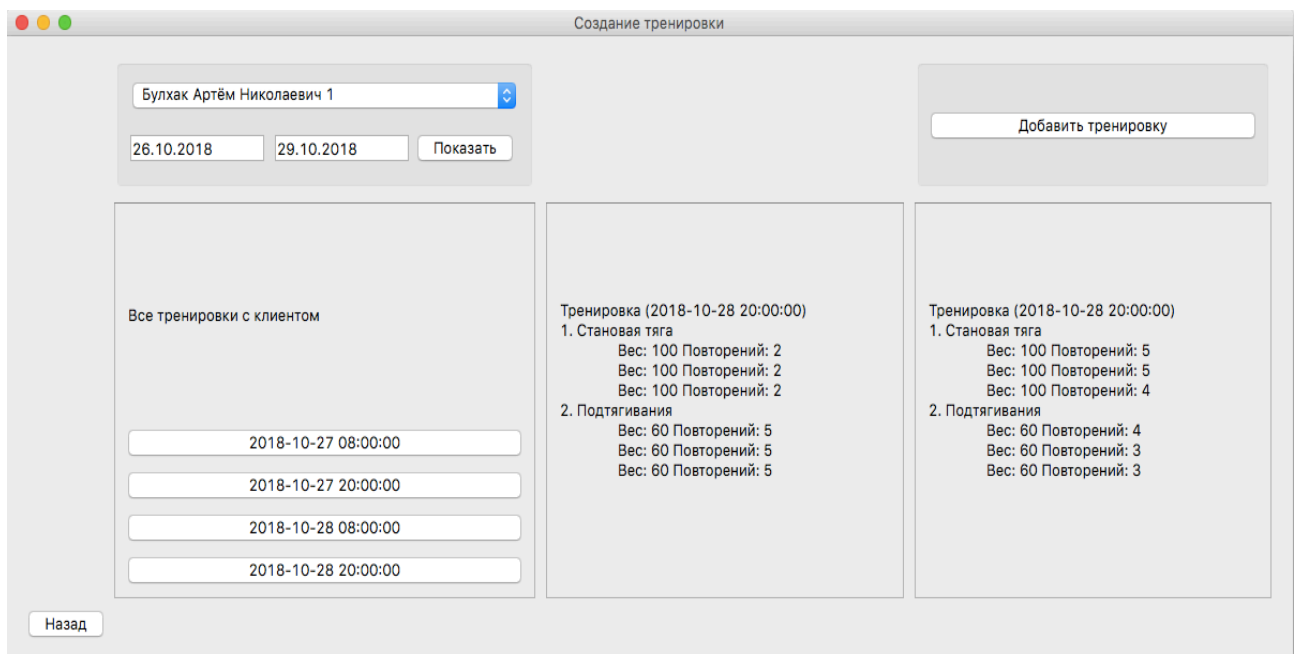 Создание тренировки
Булхак Артём Николаевич 1
26.10.2018
29.10.2018
Показать
Добавить тренировку
Все тренировки с клиентом
2018-10-27 08:00:00
2018-10-27 20:00:00
2018-10-28 08:00:00
2018-10-28 20:00:00
Тренировка (2018-10-28 20:00:00)
1. Становая тяга
Вес: 100 Повторений: 2
Вес: 100 Повторений: 2
Вес: 100 Повторений: 2
2. Подтягивания
Вес: 60 Повторений: 5
Вес: 60 Повторений: 5
Вес: 60 Повторений: 5
Тренировка (2018-10-28 20:00:00)
1. Становая тяга
Вес: 100 Повторений: 5
Вес: 100 Повторений: 5
Вес: 100 Повторений: 4
2. Подтягивания
Вес: 60 Повторений: 4
Вес: 60 Повторений: 3
Вес: 60 Повторений: 3
Назад